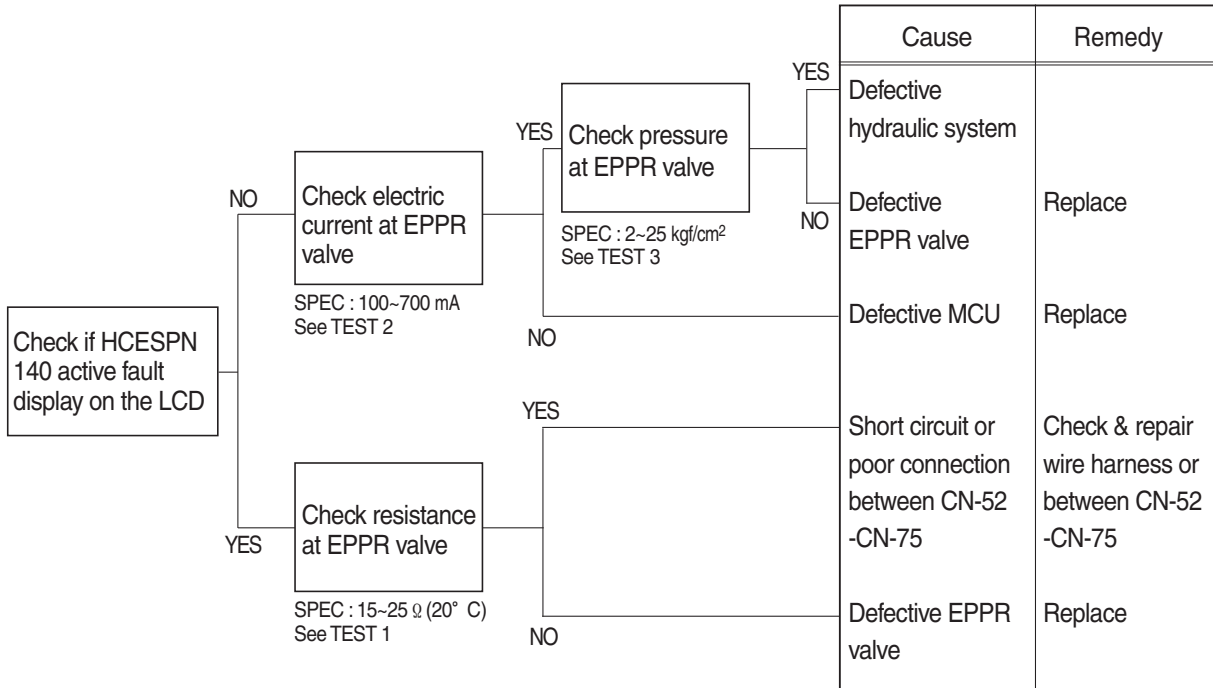 Cause
Remedy
YES
Defective
hydraulic system
YES
Check pressure
at EPPR valve
NO
Check electric
current at EPPR
valve
NO
Defective
EPPR valve
Replace
SPEC : 2~25 kgf/cm²
See TEST 3
SPEC : 100~700 mA
See TEST 2
Defective MCU
Replace
NO
Check if HCESPN
140 active fault
display on the LCD
YES
Short circuit or
poor connection
between CN-52
-CN-75
Check & repair
wire harness or
between CN-52
-CN-75
Check resistance
at EPPR valve
YES
SPEC : 15~25 Ω (20° C)
See TEST 1
NO
Defective EPPR
valve
Replace